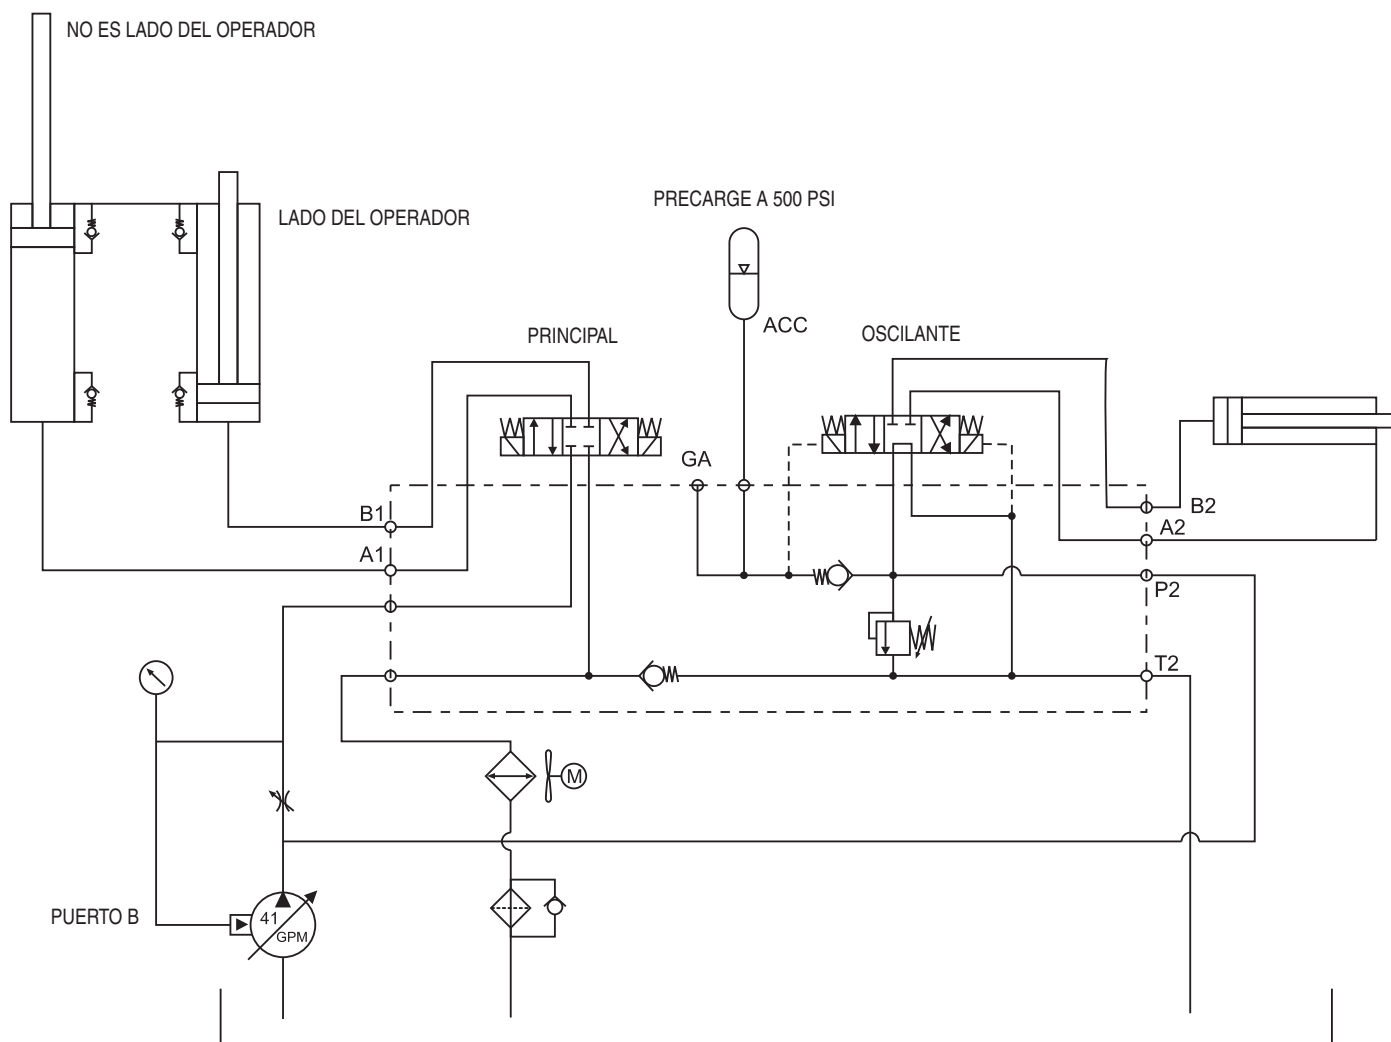 NO ES LADO DEL OPERADOR
LADO DEL OPERADOR
PRECARGE A 500 PSI
ACC
PRINCIPAL
OSCILANTE
GA
B1
B2
A2
A1
P2
T2
M
PUERTO B
41
GPM